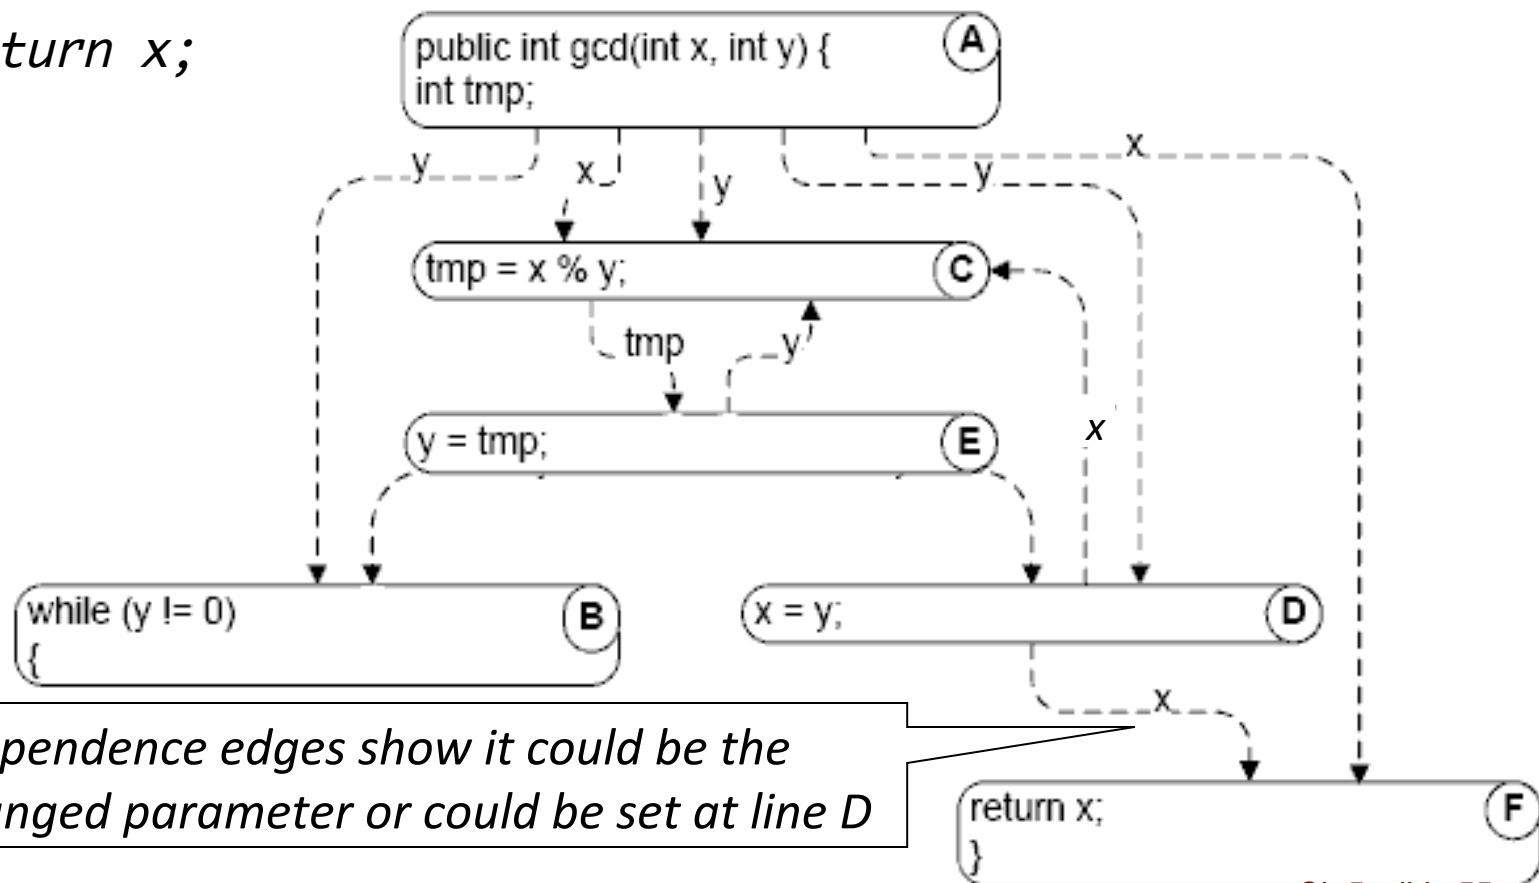 turn x;
public int gcd(int x, int y) {
A
int tmp;
x
y
x
y
y
tmp = x % y;
C
tmp
y
x
y = tmp;
E
while (y != 0)
B
{
x = y;
D
x
pendence edges show it could be the
nged parameter or could be set at line D
return x;
F
}